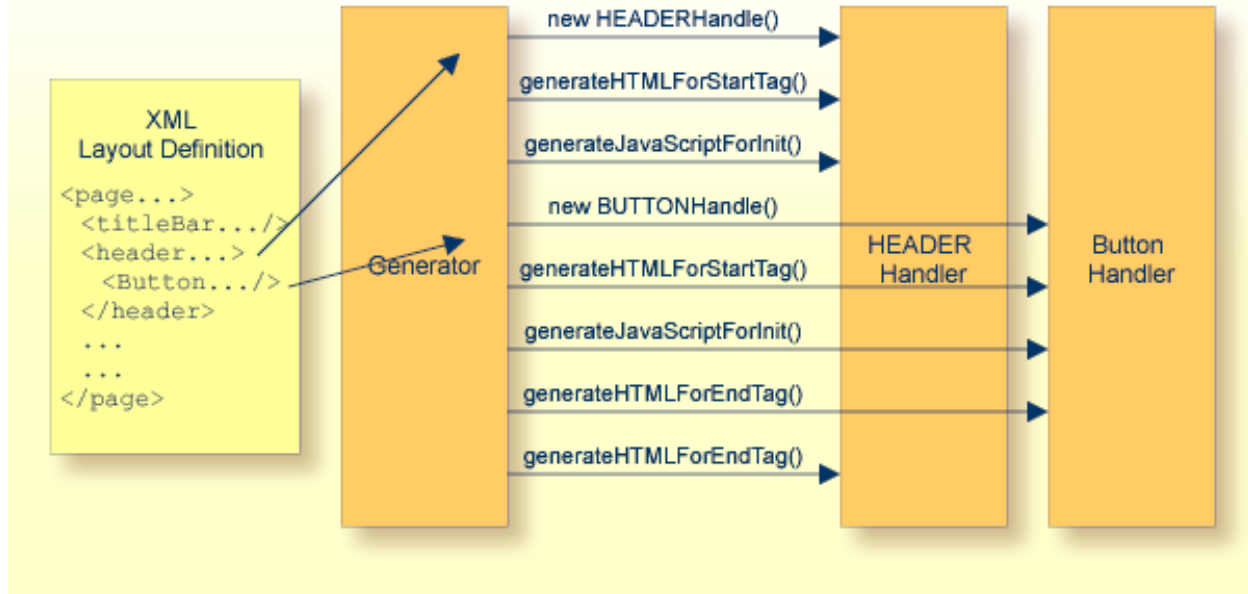 XML
Layout Definition
<page...>
<titleBar.../>
<header...>
<Button.../>
</header>
...
...
</page>
Generator
new HEADERHandle()
generateHTMLForStartTag()
generateJavaScriptForInit()
new BUTTONHandle()
generateHTMLForStartTag()
generateJavaScriptForInit()
generateHTMLForEndTag()
generateHTMLForEndTag()
HEADER
Handler
Button
Handler